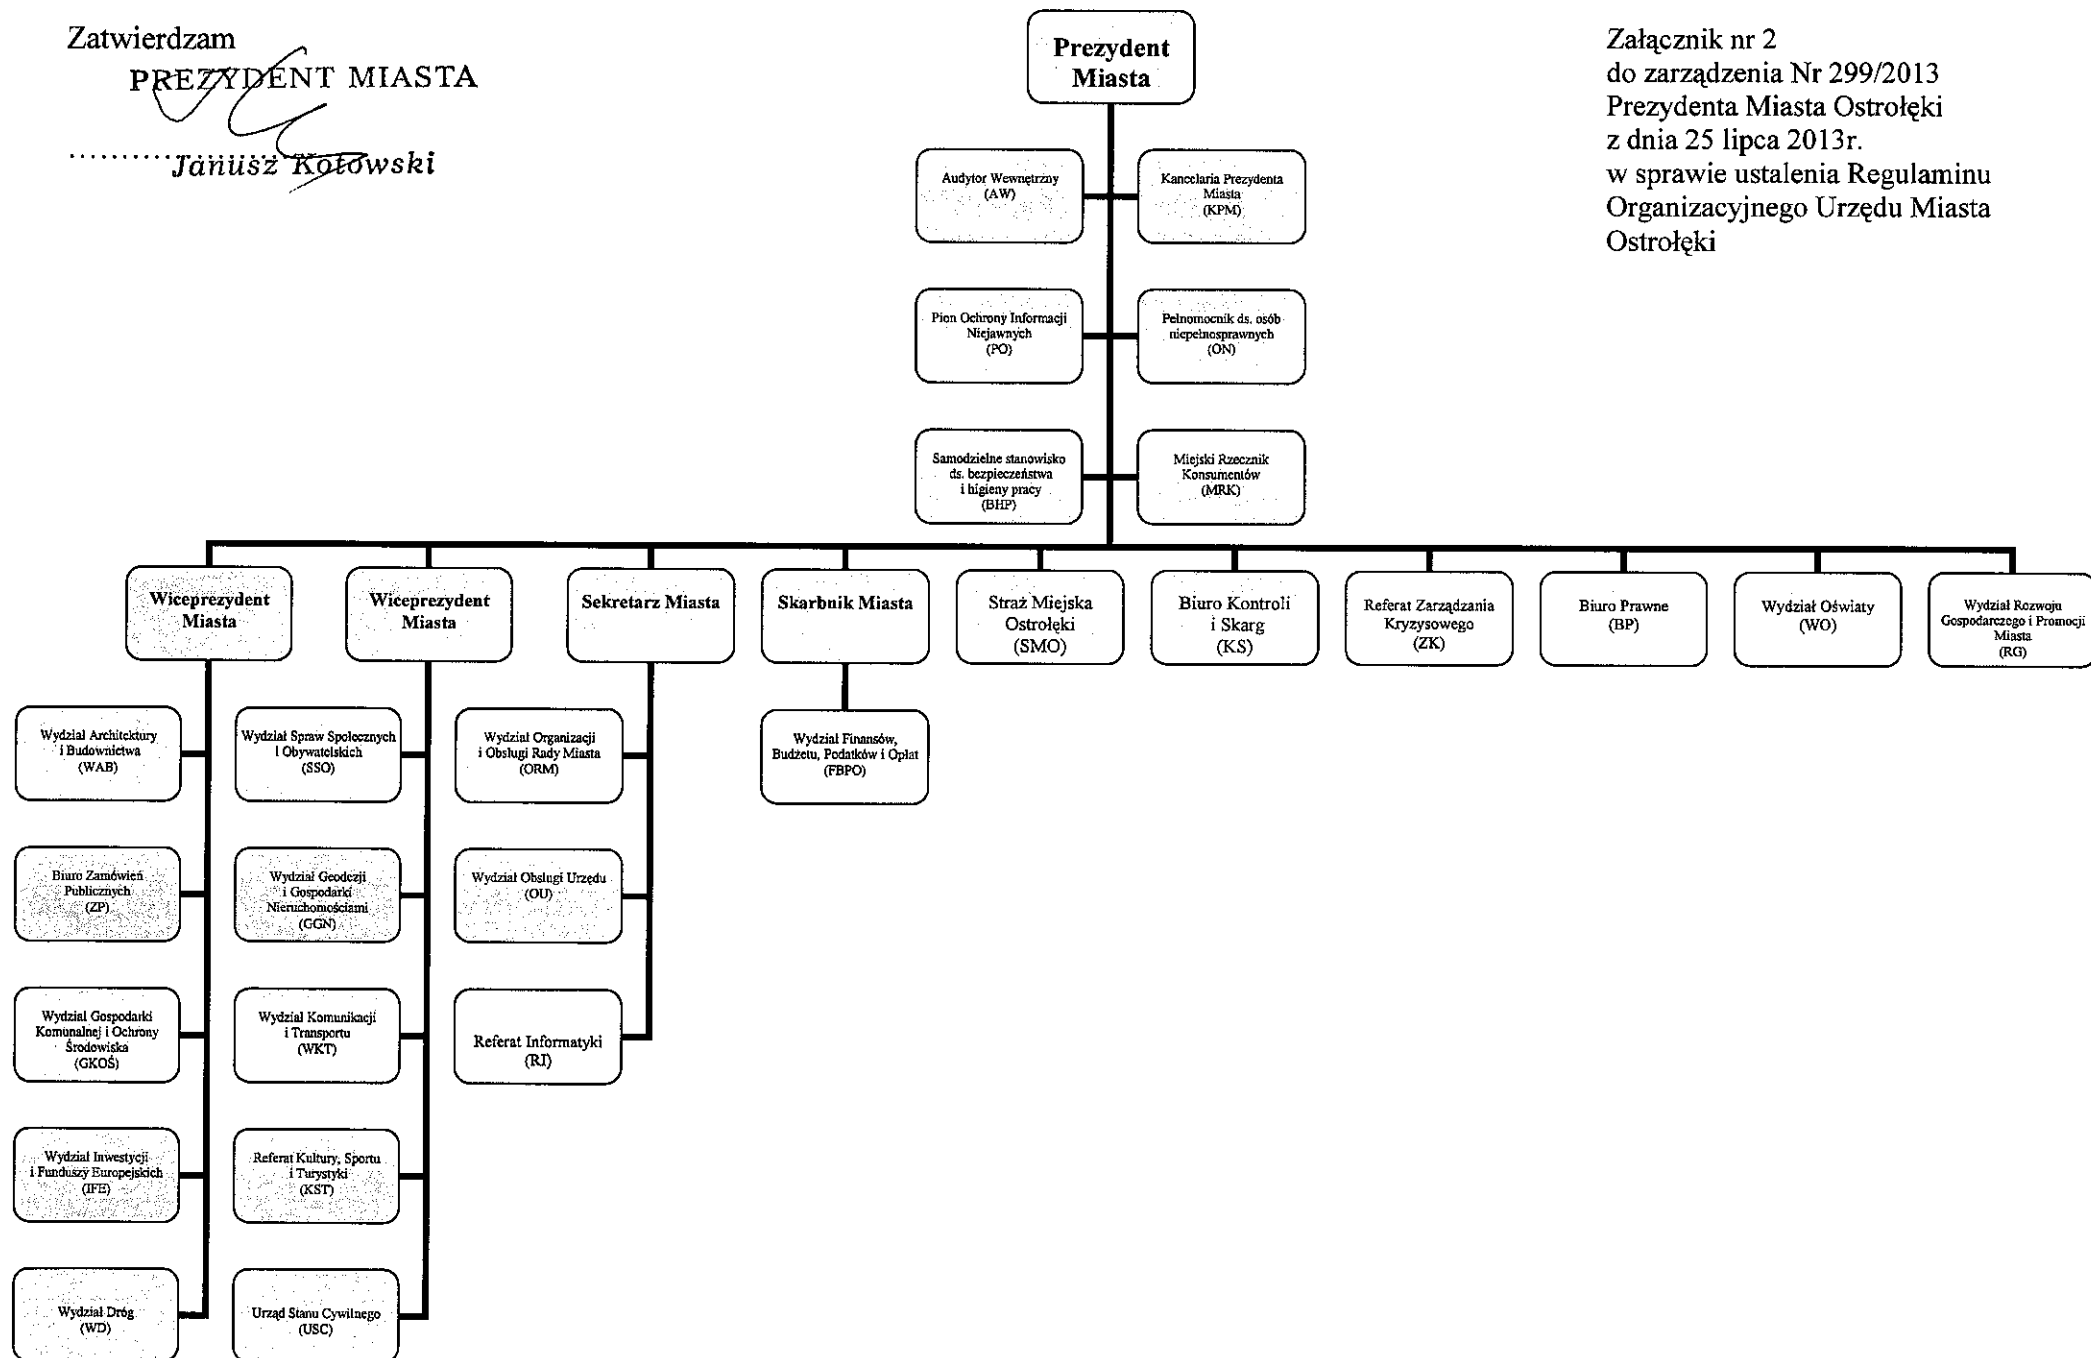 Zatwierdzam
PREZYDENT MIASTA
Janusz Kotowski
Załącznik nr 2
do zarządzenia Nr 299/2013
Prezydenta Miasta Ostrołęki
z dnia 25 lipca 2013r.
w sprawie ustalenia Regulaminu
Organizacyjnego Urzędu Miasta
Ostrołęki
Prezydent
Miasta
Audytor Wewnętrzny
(AW)
Kancelaria Prezydenta
Miasta
(KPM)
Pion Ochrony Informacji
Niejawnych
(PO)
Pełnomocnik ds. osób
niepełnosprawnych
(ON)
Samodzielne stanowisko
ds. bezpieczeństwa
i higieny pracy
(BHP)
Miejski Rzecznik
Konsumentów
(MRK)
Wiceprezydent
Miasta
Wiceprezydent
Miasta
Sekretarz Miasta
Skarbnik Miasta
Straż Miejska
Ostrołęki
(SMO)
Biuro Kontroli
i Skarg
(KS)
Referat Zarządzania
Kryzysowego
(ZK)
Biuro Prawne
(BP)
Wydział Oświaty
(WO)
Wydział Rozwoju
Gospodarczego i Promocji
Miasta
(RG)
Wydział Architektury
i Budownictwa
(WAB)
Wydział Spraw Społecznych
i Obywatelskich
(SSO)
Wydział Organizacji
i Obsługi Rady Miasta
(ORM)
Wydział Finansów,
Budżetu, Podatków i Opłat
(FBPO)
Biuro Zamówień
Publicznych
(ZP)
Wydział Geodezji
i Gospodarki
Nieruchomościami
(GGN)
Wydział Obsługi Urzędu
(OU)
Wydział Gospodarki
Komunalnej i Ochrony
Środowiska
(GKOŚ)
Wydział Komunikacji
i Transportu
(WKT)
Referat Informatyki
(RI)
Wydział Inwestycji
i Funduszy Europejskich
(IFE)
Referat Kultury, Sportu
i Turystyki
(KST)
Wydział Dróg
(WD)
Urząd Stanu Cywilnego
(USC)